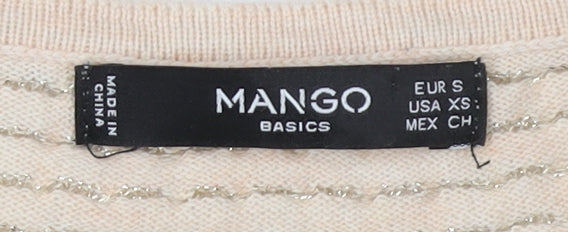 MADE IN
CHINA
MANGO
BASICS
EUR S
USA XS
MEX CH